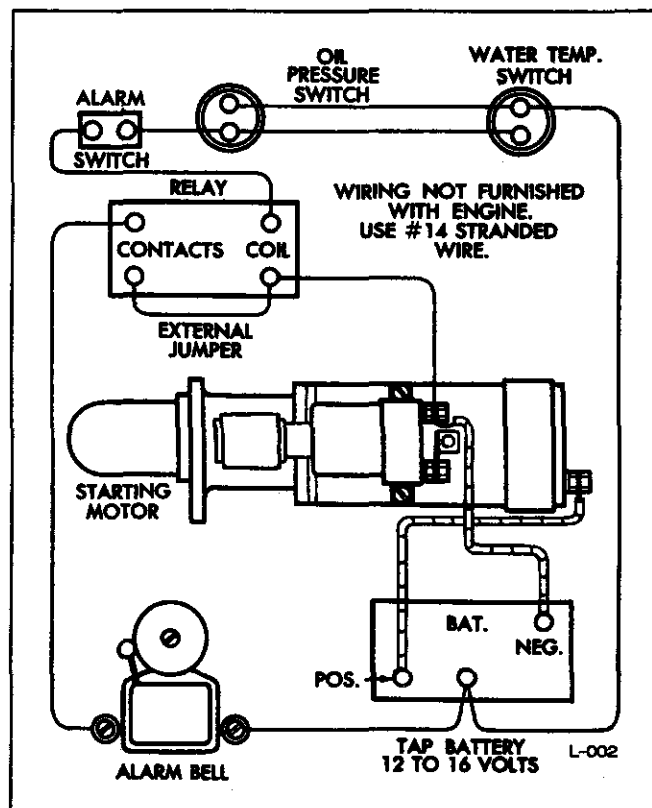 OIL
PRESSURE
SWITCH
WATER TEMP.
SWITCH
ALARM
SWITCH
RELAY
WIRING NOT FURNISHED
WITH ENGINE.
USE #14 STRANDED
WIRE.
CONTACTS COIL
EXTERNAL
JUMPER
STARTING
MOTOR
BAT.
NEG.
POS.
TAP BATTERY
12 TO 16 VOLTS
L-002
ALARM BELL